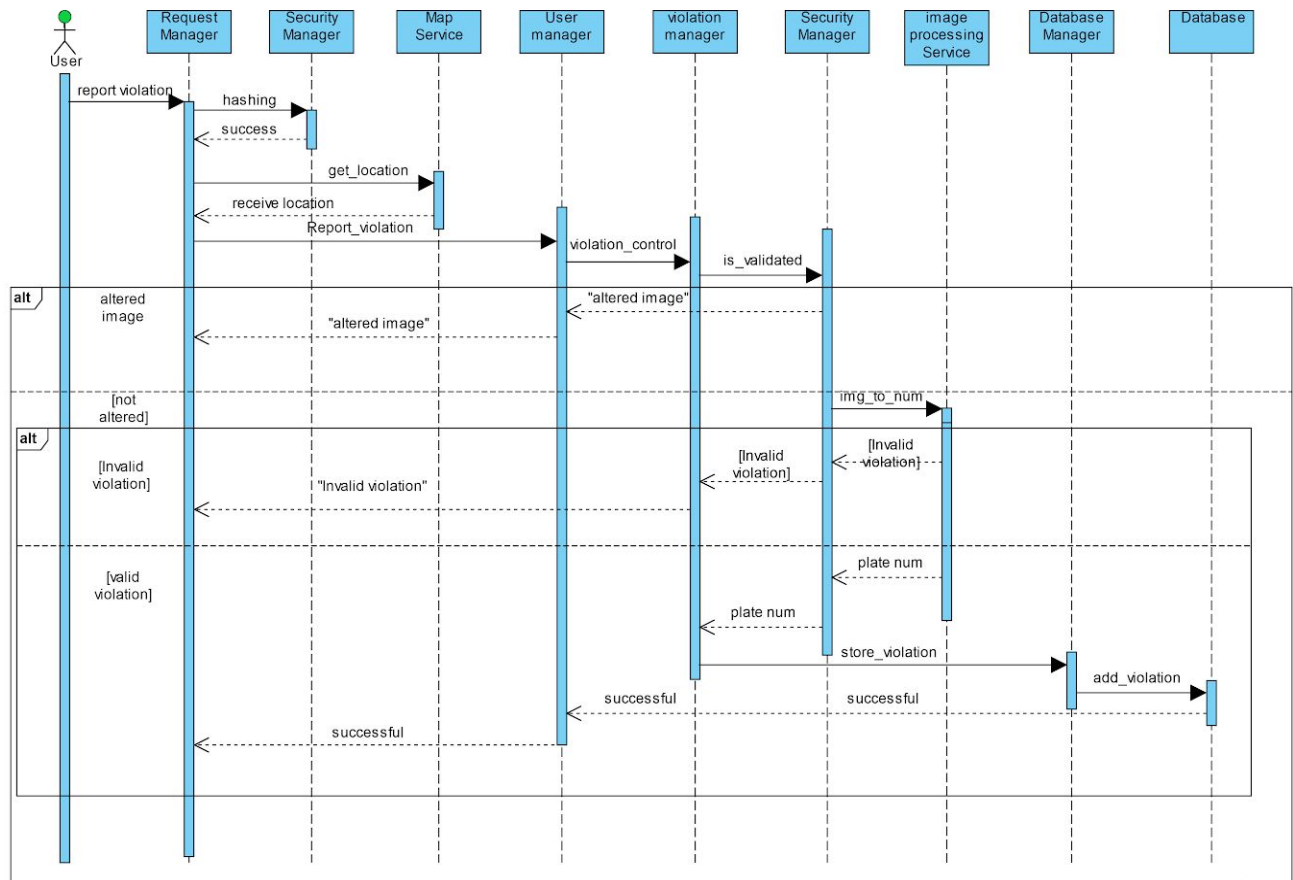 Request
Manager
Security
Manager
Map
Service
User
manager
violation
manager
Security
Manager
image
processing
Service
Database
Manager
Database
User
report violation
hashing
success
get_location
receive location
Report_violation
violation_control
is_validated
alt
altered
image
"altered image"
"altered image"
[not
altered]
img_to_num
alt
[Invalid
violation]
[Invalid
violation]
[Invalid
violation]
"Invalid violation"
[valid
violation]
plate num
plate num
store_violation
add_violation
successful
successful
successful